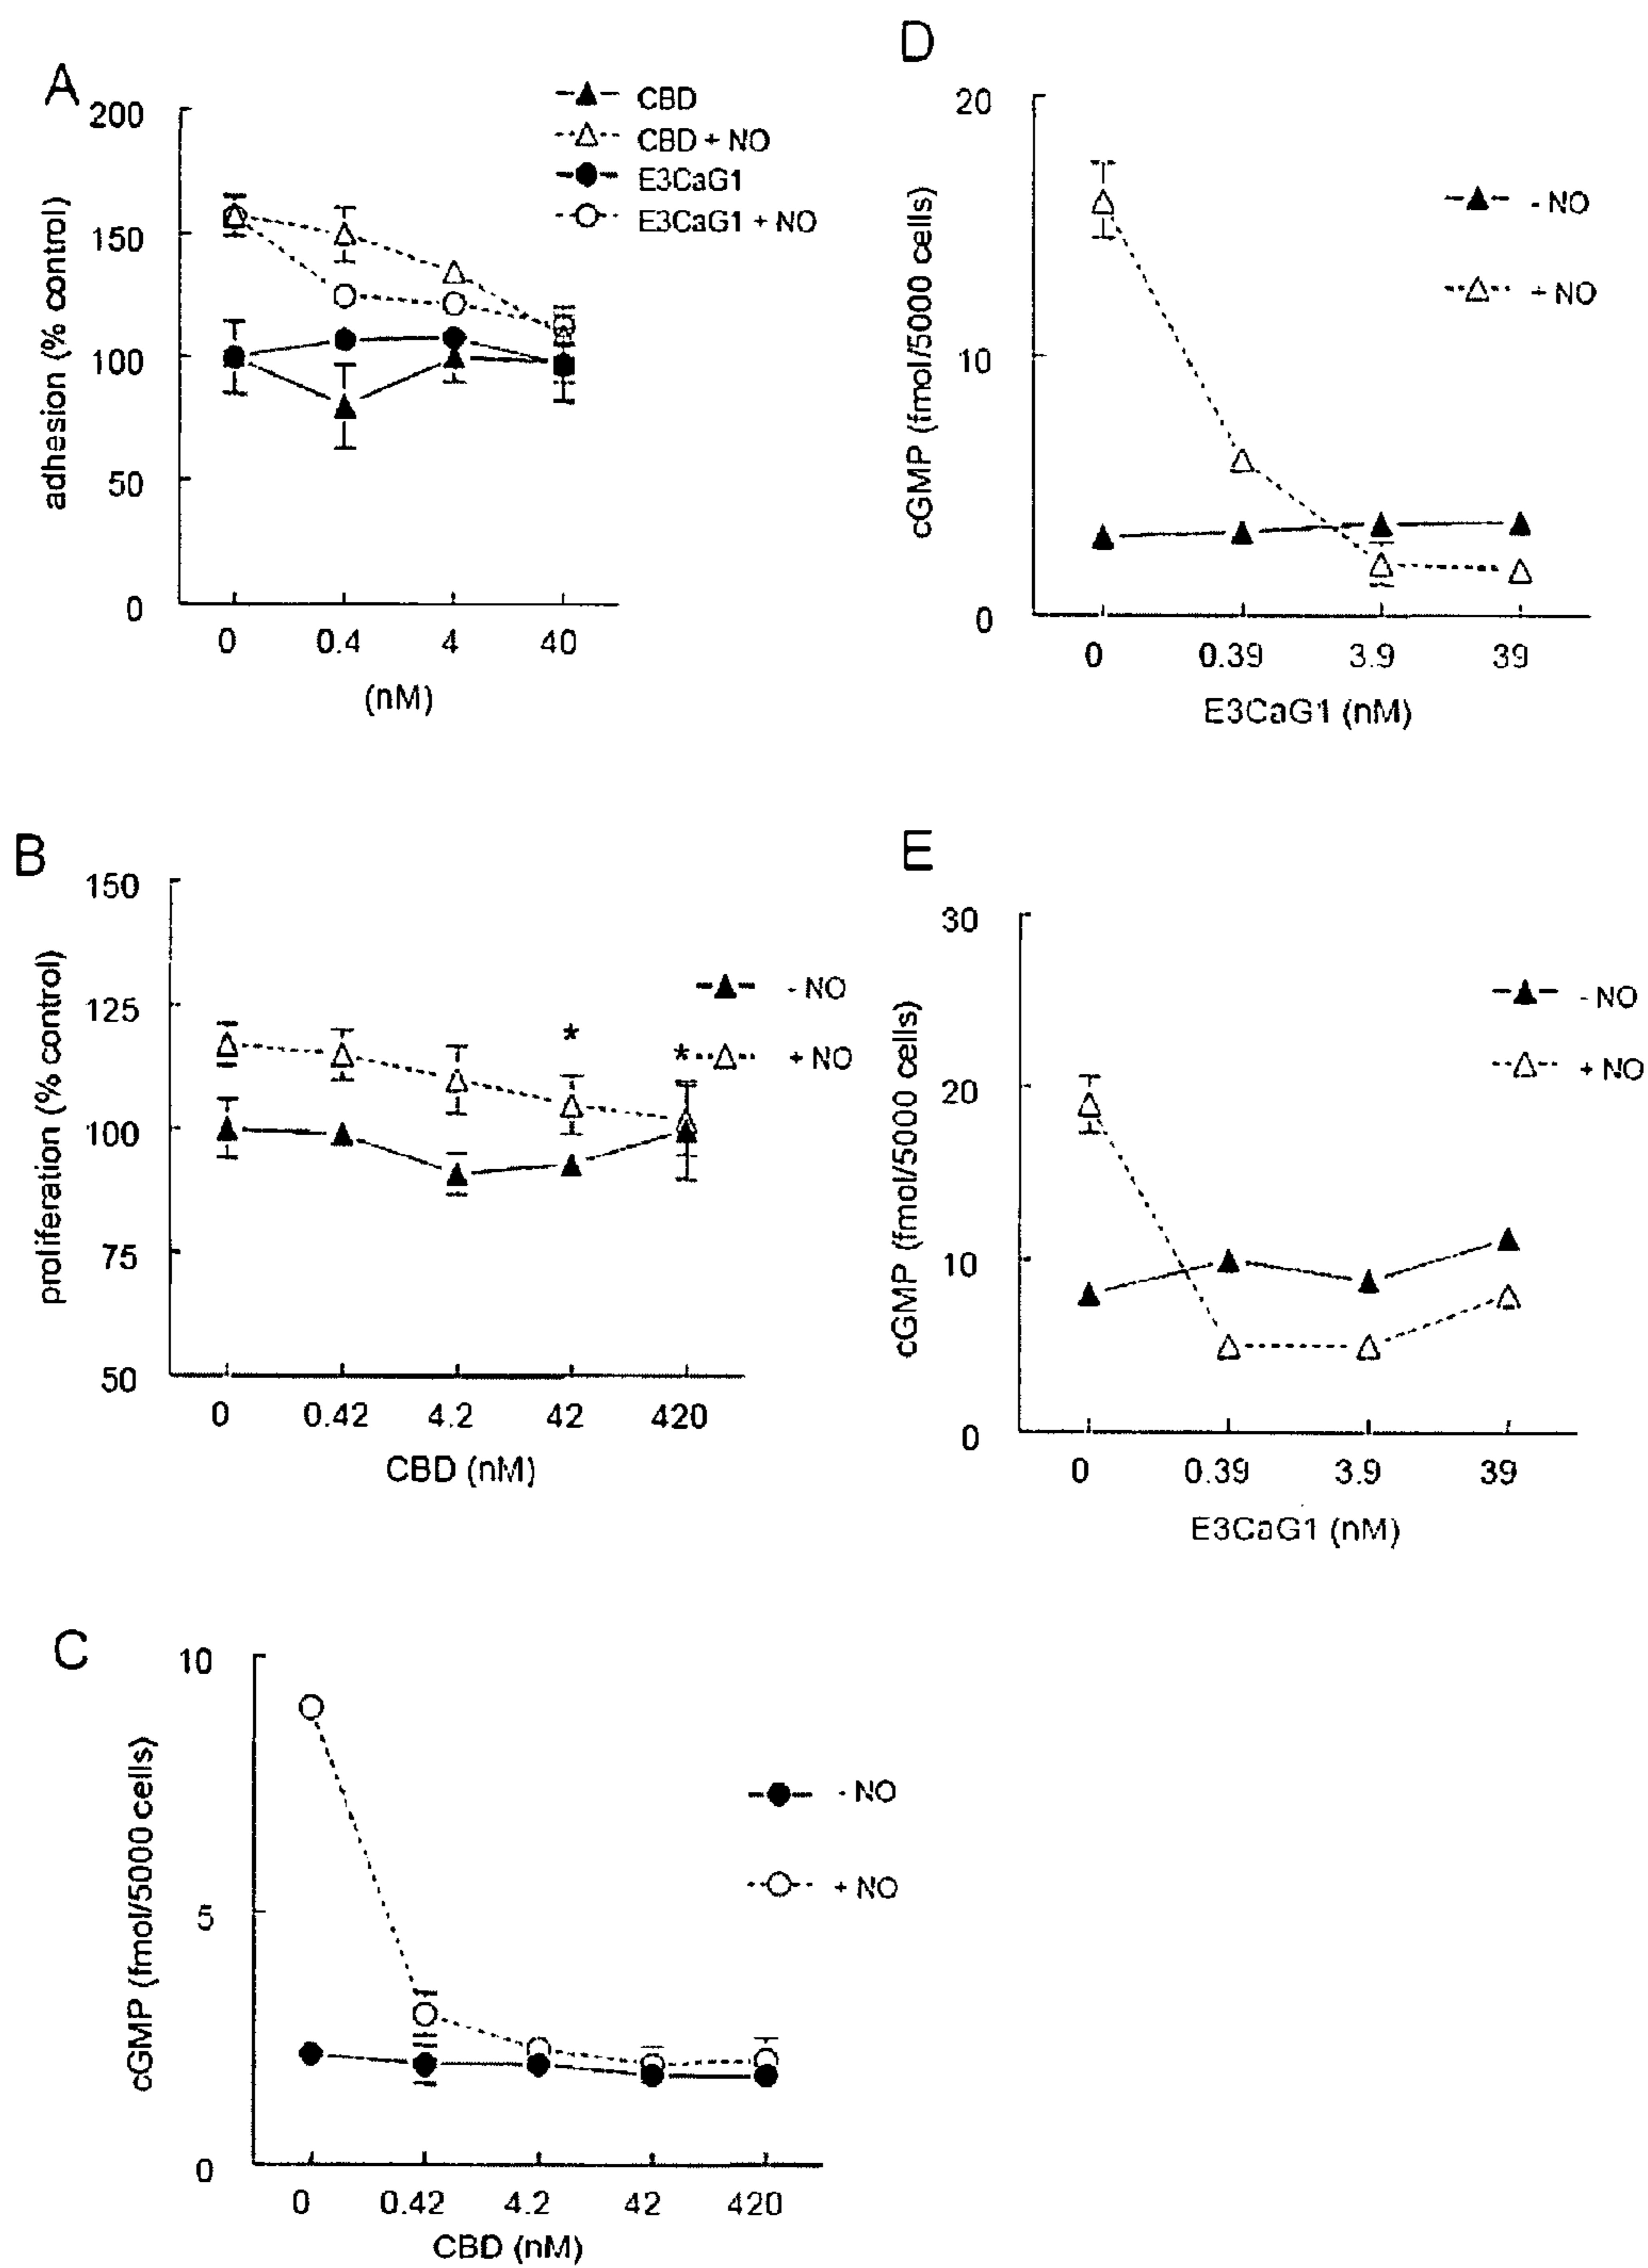 A
200
150
100
50
0
adhesion (% control)
0 0.4 4 40
(nM)
CBD
CBD + NO
E3CaG1
E3CaG1 + NO
D
20
10
0
cGMP (fmol/5000 cells)
- NO
+ NO
0 0.39 3.9 39
E3CaG1 (nM)
B
150
125
100
75
50
proliferation (% control)
* *
- NO
+ NO
0 0.42 4.2 42 420
CBD (nM)
E
30
20
10
0
cGMP (fmol/5000 cells)
- NO
+ NO
0 0.39 3.9 39
E3CaG1 (nM)
C
10
5
0
cGMP (fmol/5000 cells)
- NO
+ NO
0 0.42 4.2 42 420
CBD (nM)